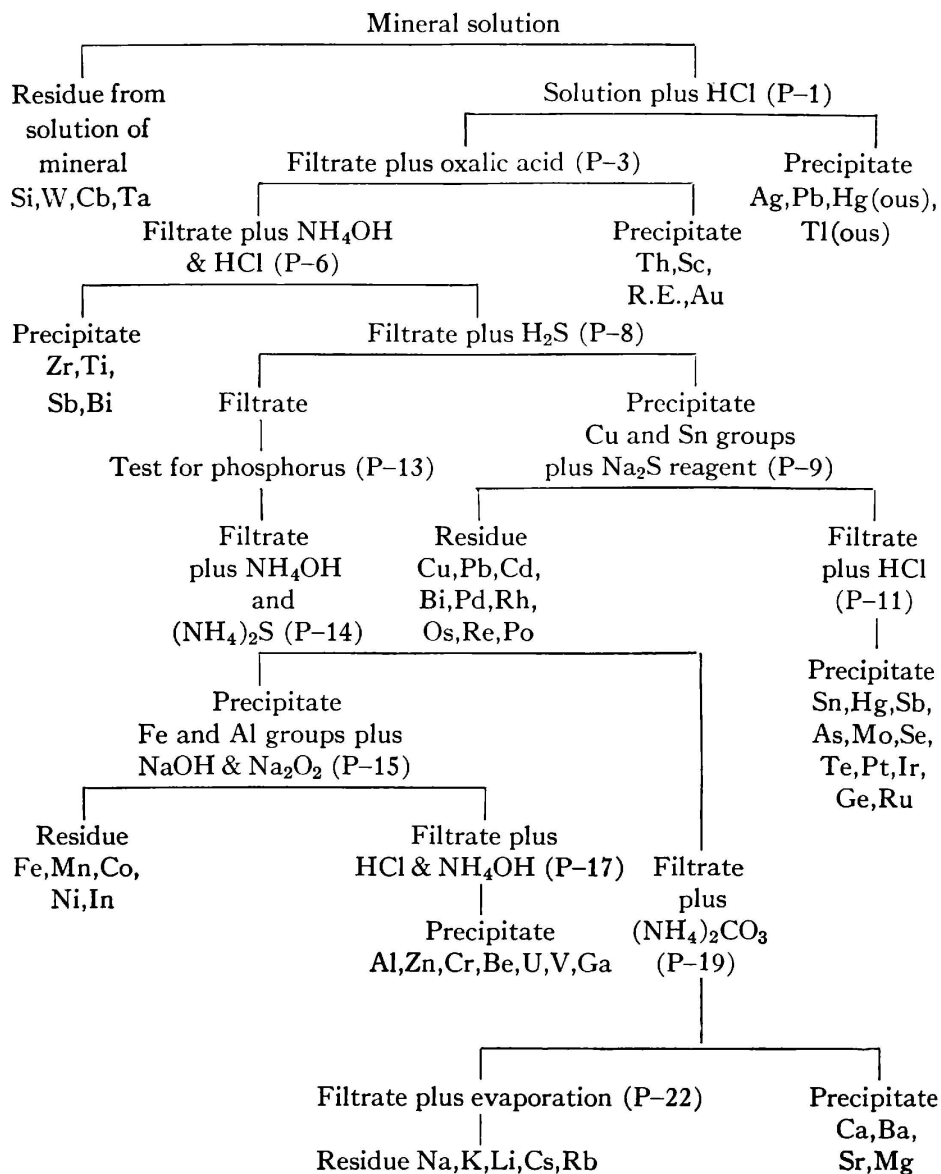 Mineral solution
Residue from
solution of
mineral
Si,W,Cb,Ta
Solution plus HCl (P–1)
Filtrate plus oxalic acid (P–3)
Precipitate
Ag,Pb,Hg(ous),
Tl(ous)
Filtrate plus NH₄OH
& HCl (P–6)
Precipitate
Th,Sc,
R.E.,Au
Precipitate
Zr,Ti,
Sb,Bi
Filtrate plus H₂S (P–8)
Filtrate
Precipitate
Cu and Sn groups
plus Na₂S reagent (P–9)
Test for phosphorus (P–13)
Filtrate
plus NH₄OH
and
(NH₄)₂S (P–14)
Residue
Cu,Pb,Cd,
Bi,Pd,Rh,
Os,Re,Po
Filtrate
plus HCl
(P–11)
Precipitate
Sn,Hg,Sb,
As,Mo,Se,
Te,Pt,Ir,
Ge,Ru
Precipitate
Fe and Al groups plus
NaOH & Na₂O₂ (P–15)
Residue
Fe,Mn,Co,
Ni,In
Filtrate plus
HCl & NH₄OH (P–17)
Precipitate
Al,Zn,Cr,Be,U,V,Ga
Filtrate
plus
(NH₄)₂CO₃
(P–19)
Filtrate plus evaporation (P–22)
Residue Na,K,Li,Cs,Rb
Precipitate
Ca,Ba,
Sr,Mg